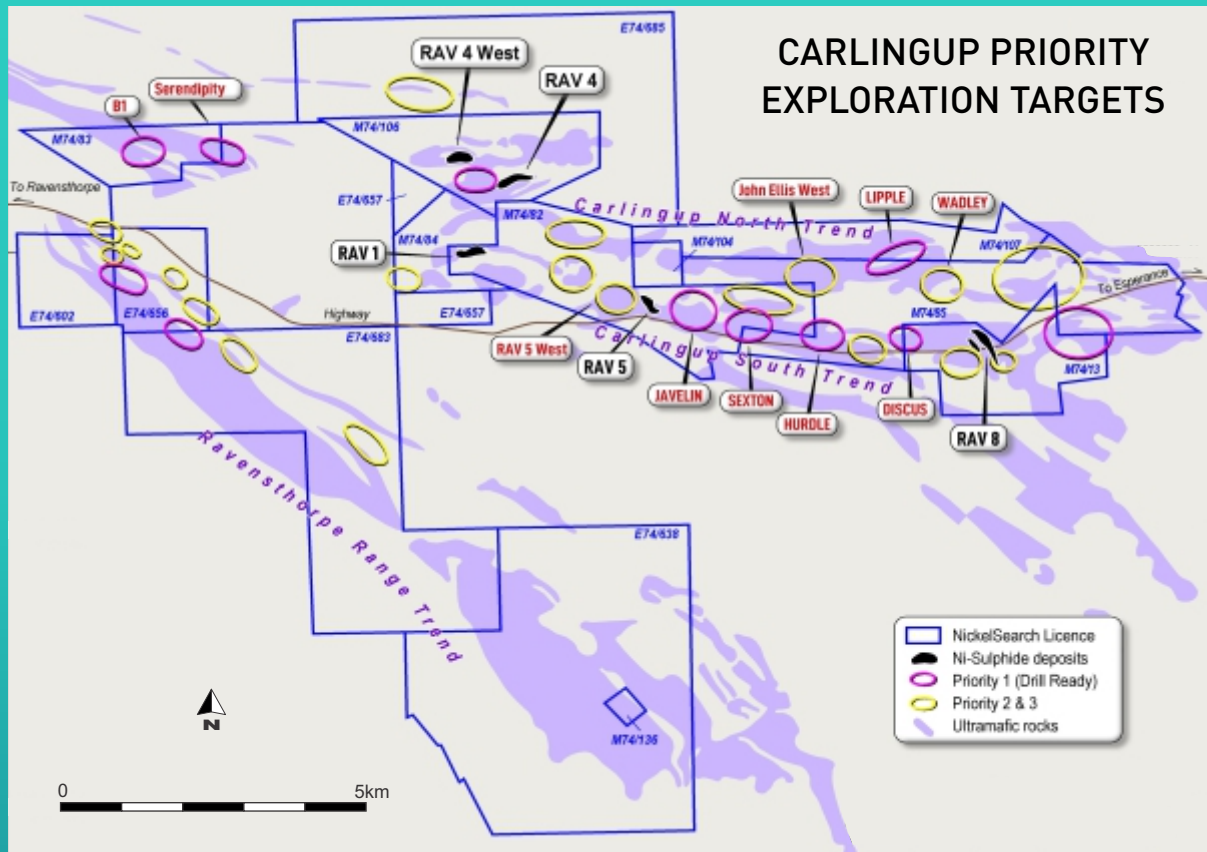 CARLINGUP PRIORITY
EXPLORATION TARGETS
E74/685
RAV 4 West
RAV 4
Serendipity
B1
M74/83
M74/106
To Ravensthorpe
E74/657
M74/82
Carlingup North Trend
John Ellis West
LIPPLE
WADLEY
M74/84
M74/104
M74/107
RAV 1
To Esperance
E74/602
E74/656
Highway
E74/657
E74/683
M74/85
RAV 5 West
RAV 5
Carlingup South Trend
M74/13
JAVELIN
SEXTON
HURDLE
DISCUS
RAV 8
Ravensthorpe Range Trend
E74/638
M74/136
NickelSearch Licence
Ni-Sulphide deposits
Priority 1 (Drill Ready)
Priority 2 & 3
Ultramafic rocks
N
0 5km